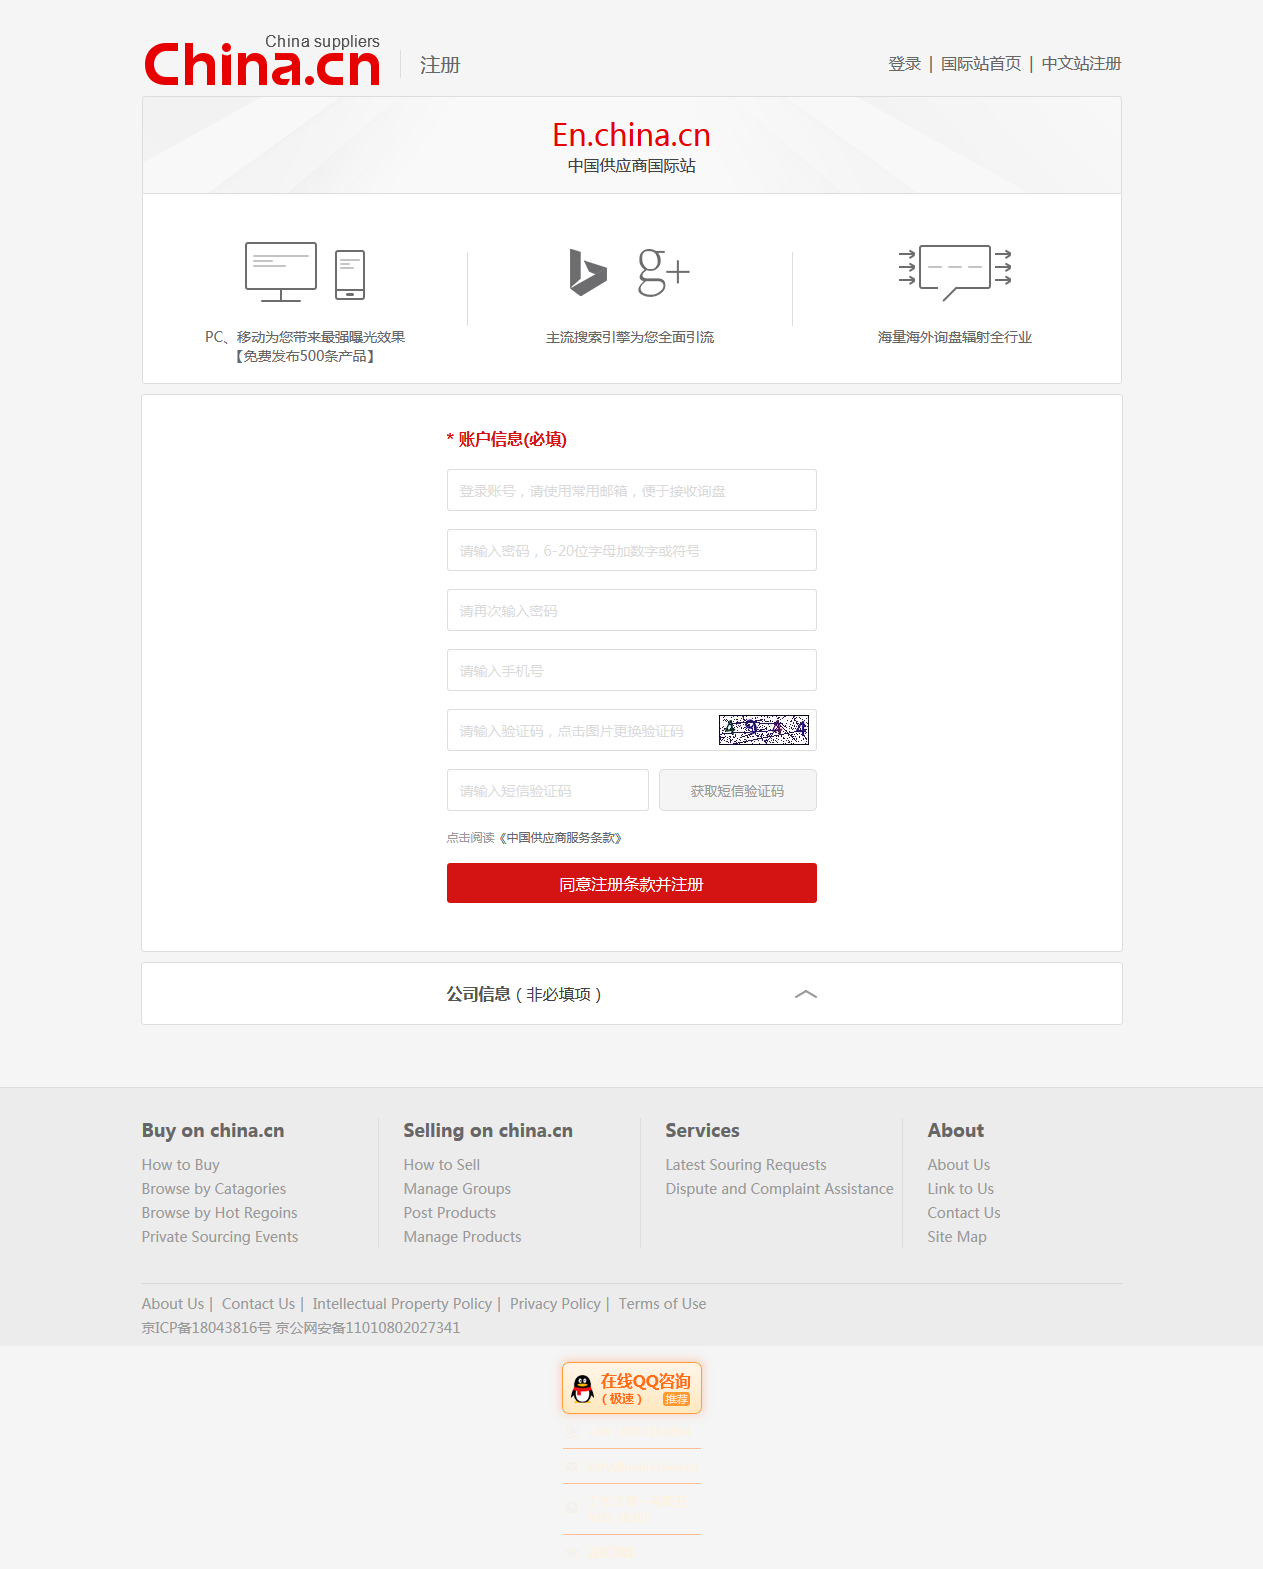 China suppliers
China.cn
注册
登录 | 国际站首页 | 中文站注册
En.china.cn
中国供应商国际站
PC、移动为您带来最强曝光效果
【免费发布500条产品】
g+
主流搜索引擎为您全面引流
海量海外询盘辐射全行业
* 账户信息(必填)
登录账号，请使用常用邮箱，便于接收询盘
请输入密码，6-20位字母加数字或符号
请再次输入密码
请输入手机号
请输入验证码，点击图片更换验证码
4 9 4 4
请输入短信验证码
获取短信验证码
点击阅读《中国供应商服务条款》
同意注册条款并注册
公司信息（非必填项）
Buy on china.cn
How to Buy
Browse by Catagories
Browse by Hot Regoins
Private Sourcing Events
Selling on china.cn
How to Sell
Manage Groups
Post Products
Manage Products
Services
Latest Souring Requests
Dispute and Complaint Assistance
About
About Us
Link to Us
Contact Us
Site Map
About Us | Contact Us | Intellectual Property Policy | Privacy Policy | Terms of Use
京ICP备18043816号 京公网安备11010802027341
在线QQ咨询
（极速） 推荐